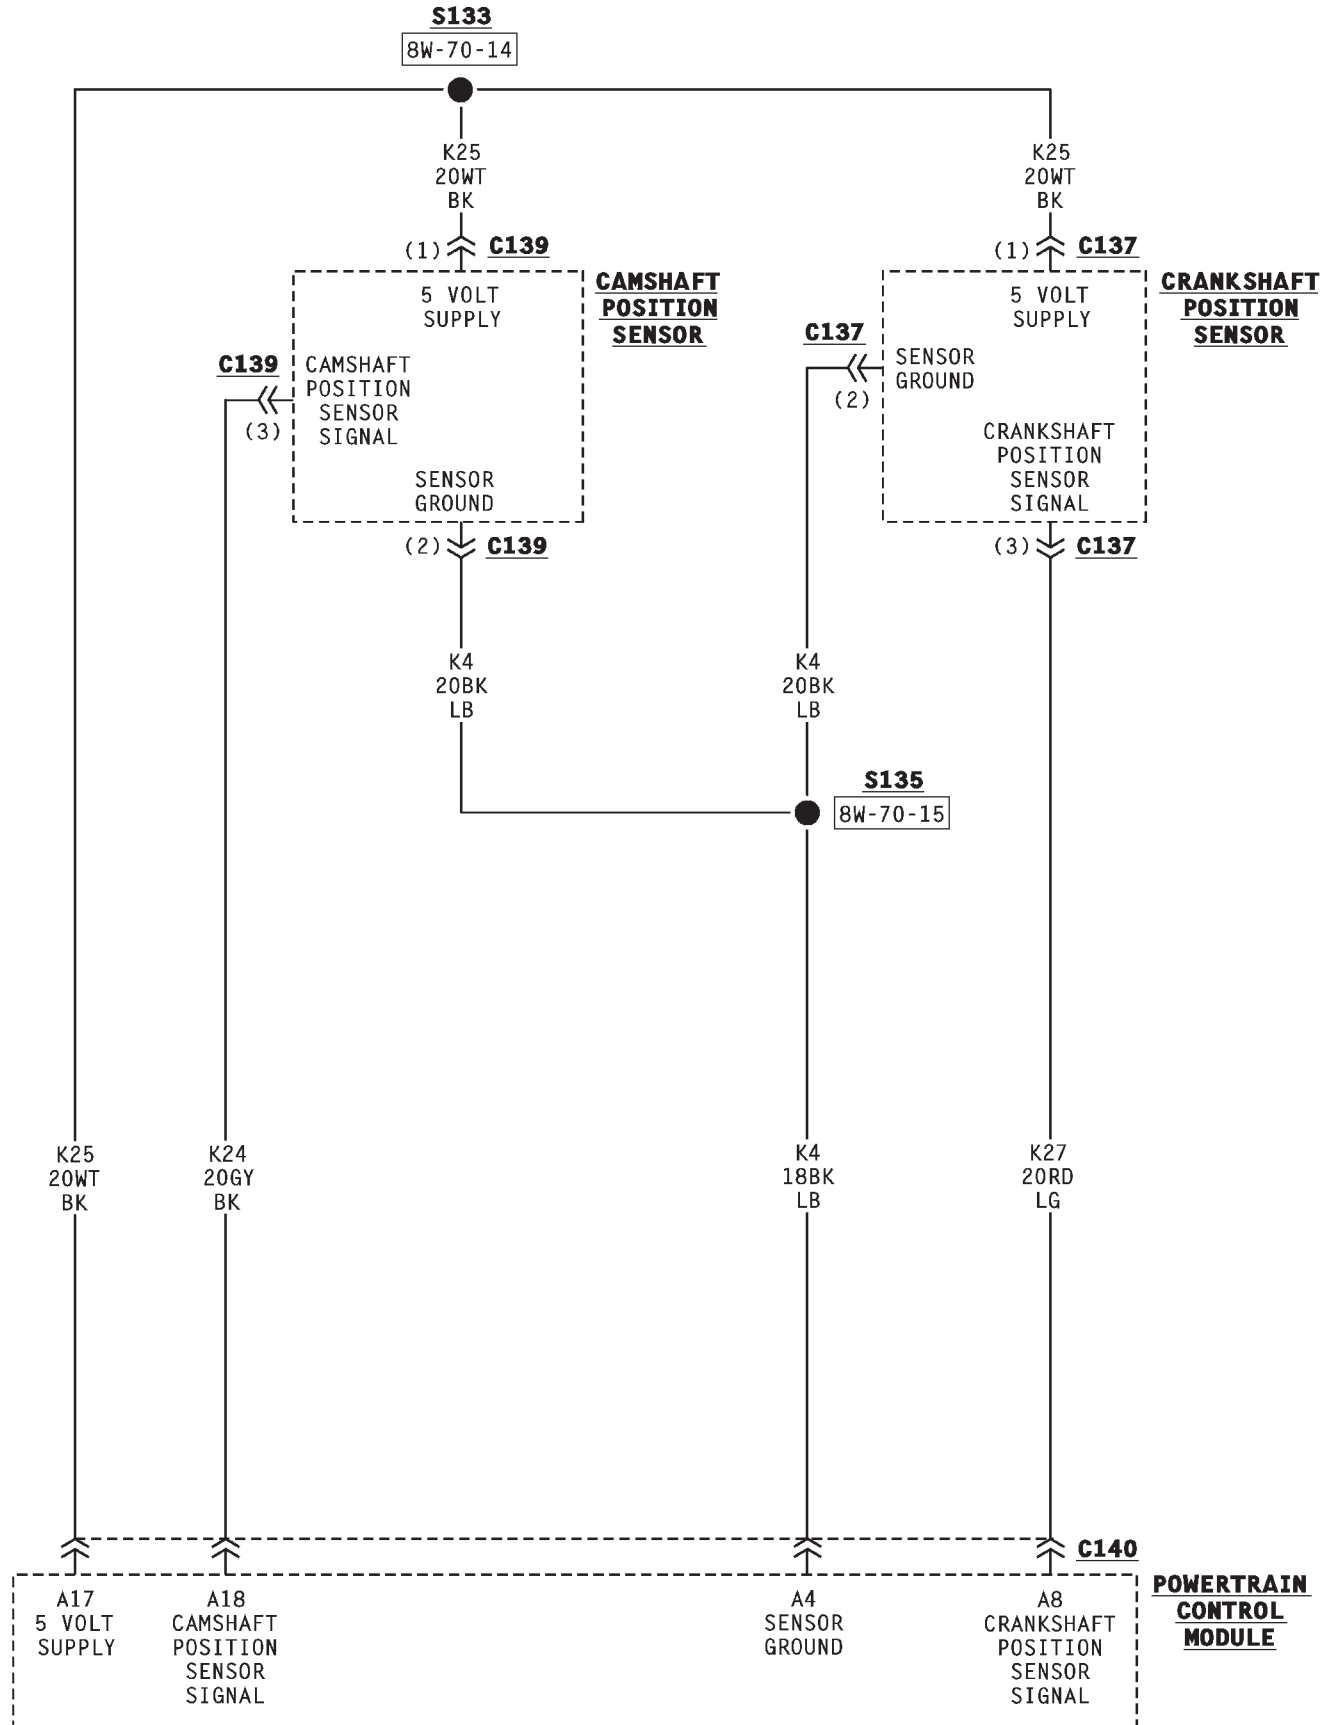 S133
8W-70-14
K25
20WT
BK
K25
20WT
BK
(1)
C139
(1)
C137
5 VOLT
SUPPLY
CAMSHAFT
POSITION
SENSOR
5 VOLT
SUPPLY
CRANKSHAFT
POSITION
SENSOR
C139
(3)
CAMSHAFT
POSITION
SENSOR
SIGNAL
SENSOR
GROUND
C137
(2)
SENSOR
GROUND
CRANKSHAFT
POSITION
SENSOR
SIGNAL
(2)
C139
(3)
C137
K4
20BK
LB
K4
20BK
LB
S135
8W-70-15
K25
20WT
BK
K24
20GY
BK
K4
18BK
LB
K27
20RD
LG
C140
A17
5 VOLT
SUPPLY
A18
CAMSHAFT
POSITION
SENSOR
SIGNAL
A4
SENSOR
GROUND
A8
CRANKSHAFT
POSITION
SENSOR
SIGNAL
POWERTRAIN
CONTROL
MODULE